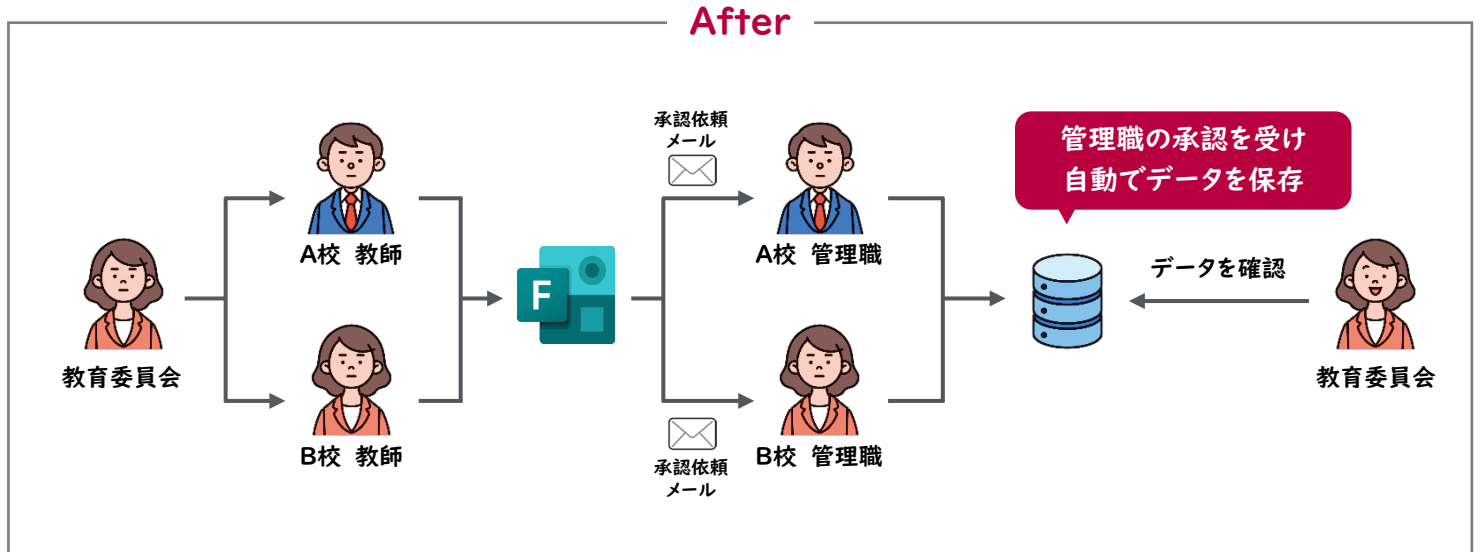 After
承認依頼
メール
管理職の承認を受け
自動でデータを保存
A校 教師
A校 管理職
F
データを確認
教育委員会
教育委員会
B校 教師
B校 管理職
承認依頼
メール